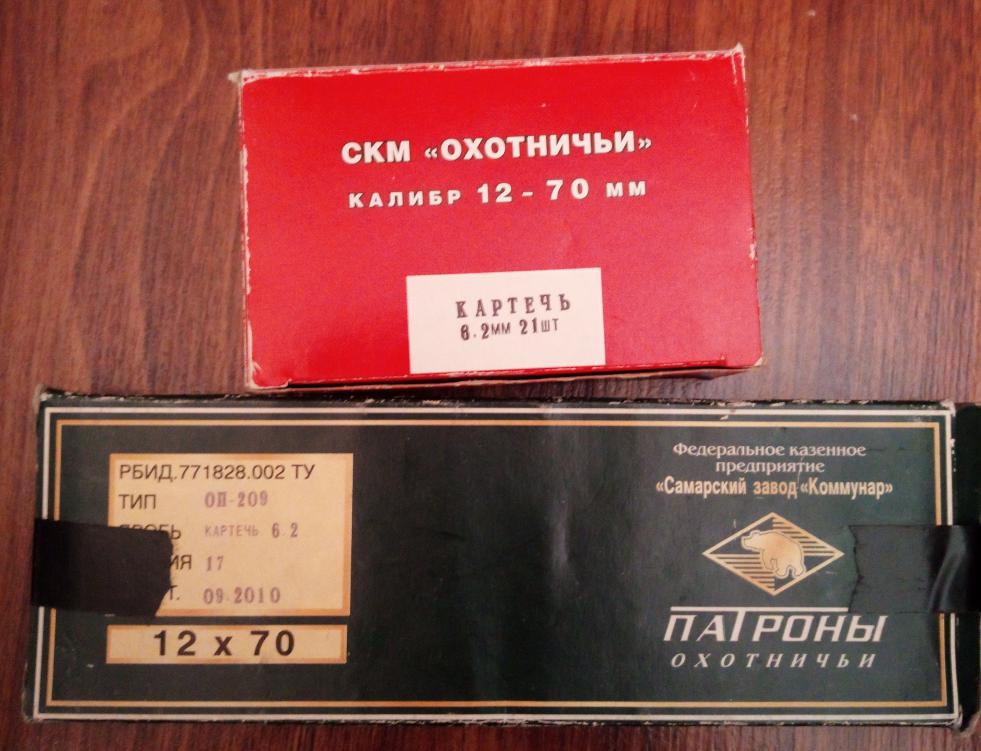 СКМ «ОХОТНИЧЬИ»
КАЛИБР 12 - 70 ММ
КАРТЕЧЬ
6.2мм 21шт
РБИД.771828.002 ТУ
ТИП ОП-209
КАРТЕЧЬ 6.2
17
09.2010
12 х 70
Федеральное казенное
предприятие
«Самарский завод «Коммунар»
ПАТРОНЫ
ОХОТНИЧЬИ